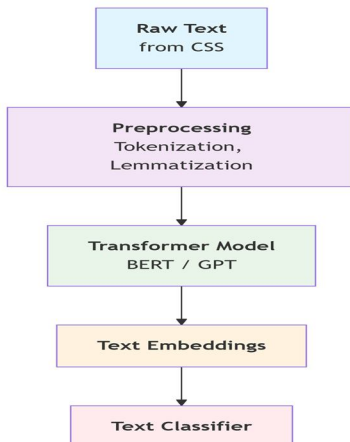 Raw Text
from CSS
Preprocessing
Tokenization,
Lemmatization
Transformer Model
BERT / GPT
Text Embeddings
Text Classifier